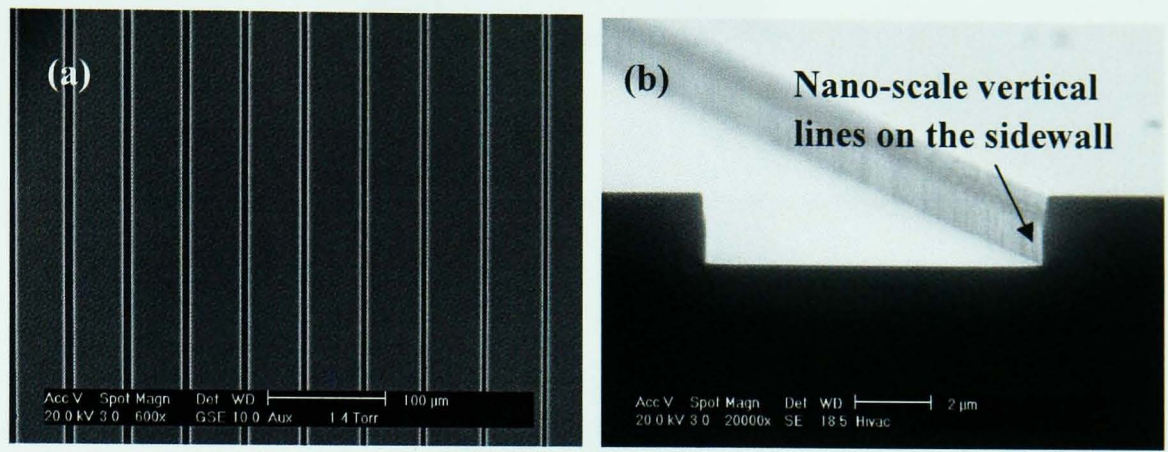 (a)
Acc V Spot Magn Det WD 100 µm
20.0 kV 3.0 600x GSE 10.0 Aux 1.4 Torr
(b)
Nano-scale vertical
lines on the sidewall
Acc V Spot Magn Det WD 2 µm
20.0 kV 3.0 20000x SE 18.5 Hivac